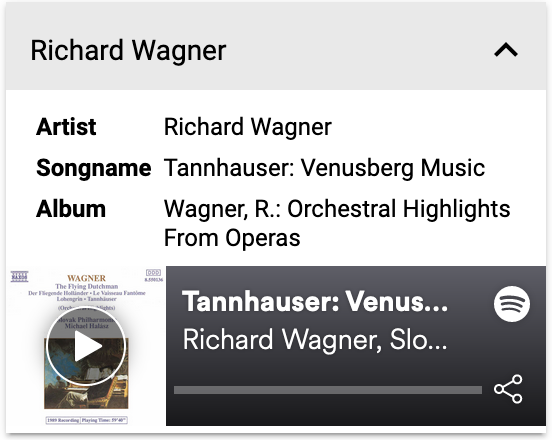 Richard Wagner
Artist Richard Wagner
Songname Tannhauser: Venusberg Music
Album Wagner, R.: Orchestral Highlights
From Operas
NAXOS
DDD
8.550136
WAGNER
The Flying Dutchman
Der Fliegende Holländer • Le Vaisseau Fantôme
Lohengrin • Tannhäuser
(Orchestral Highlights)
Slovak Philharmonic
Michael Halász
1989 Recording | Playing Time: 59'46"
Tannhauser: Venus...
Richard Wagner, Slo...